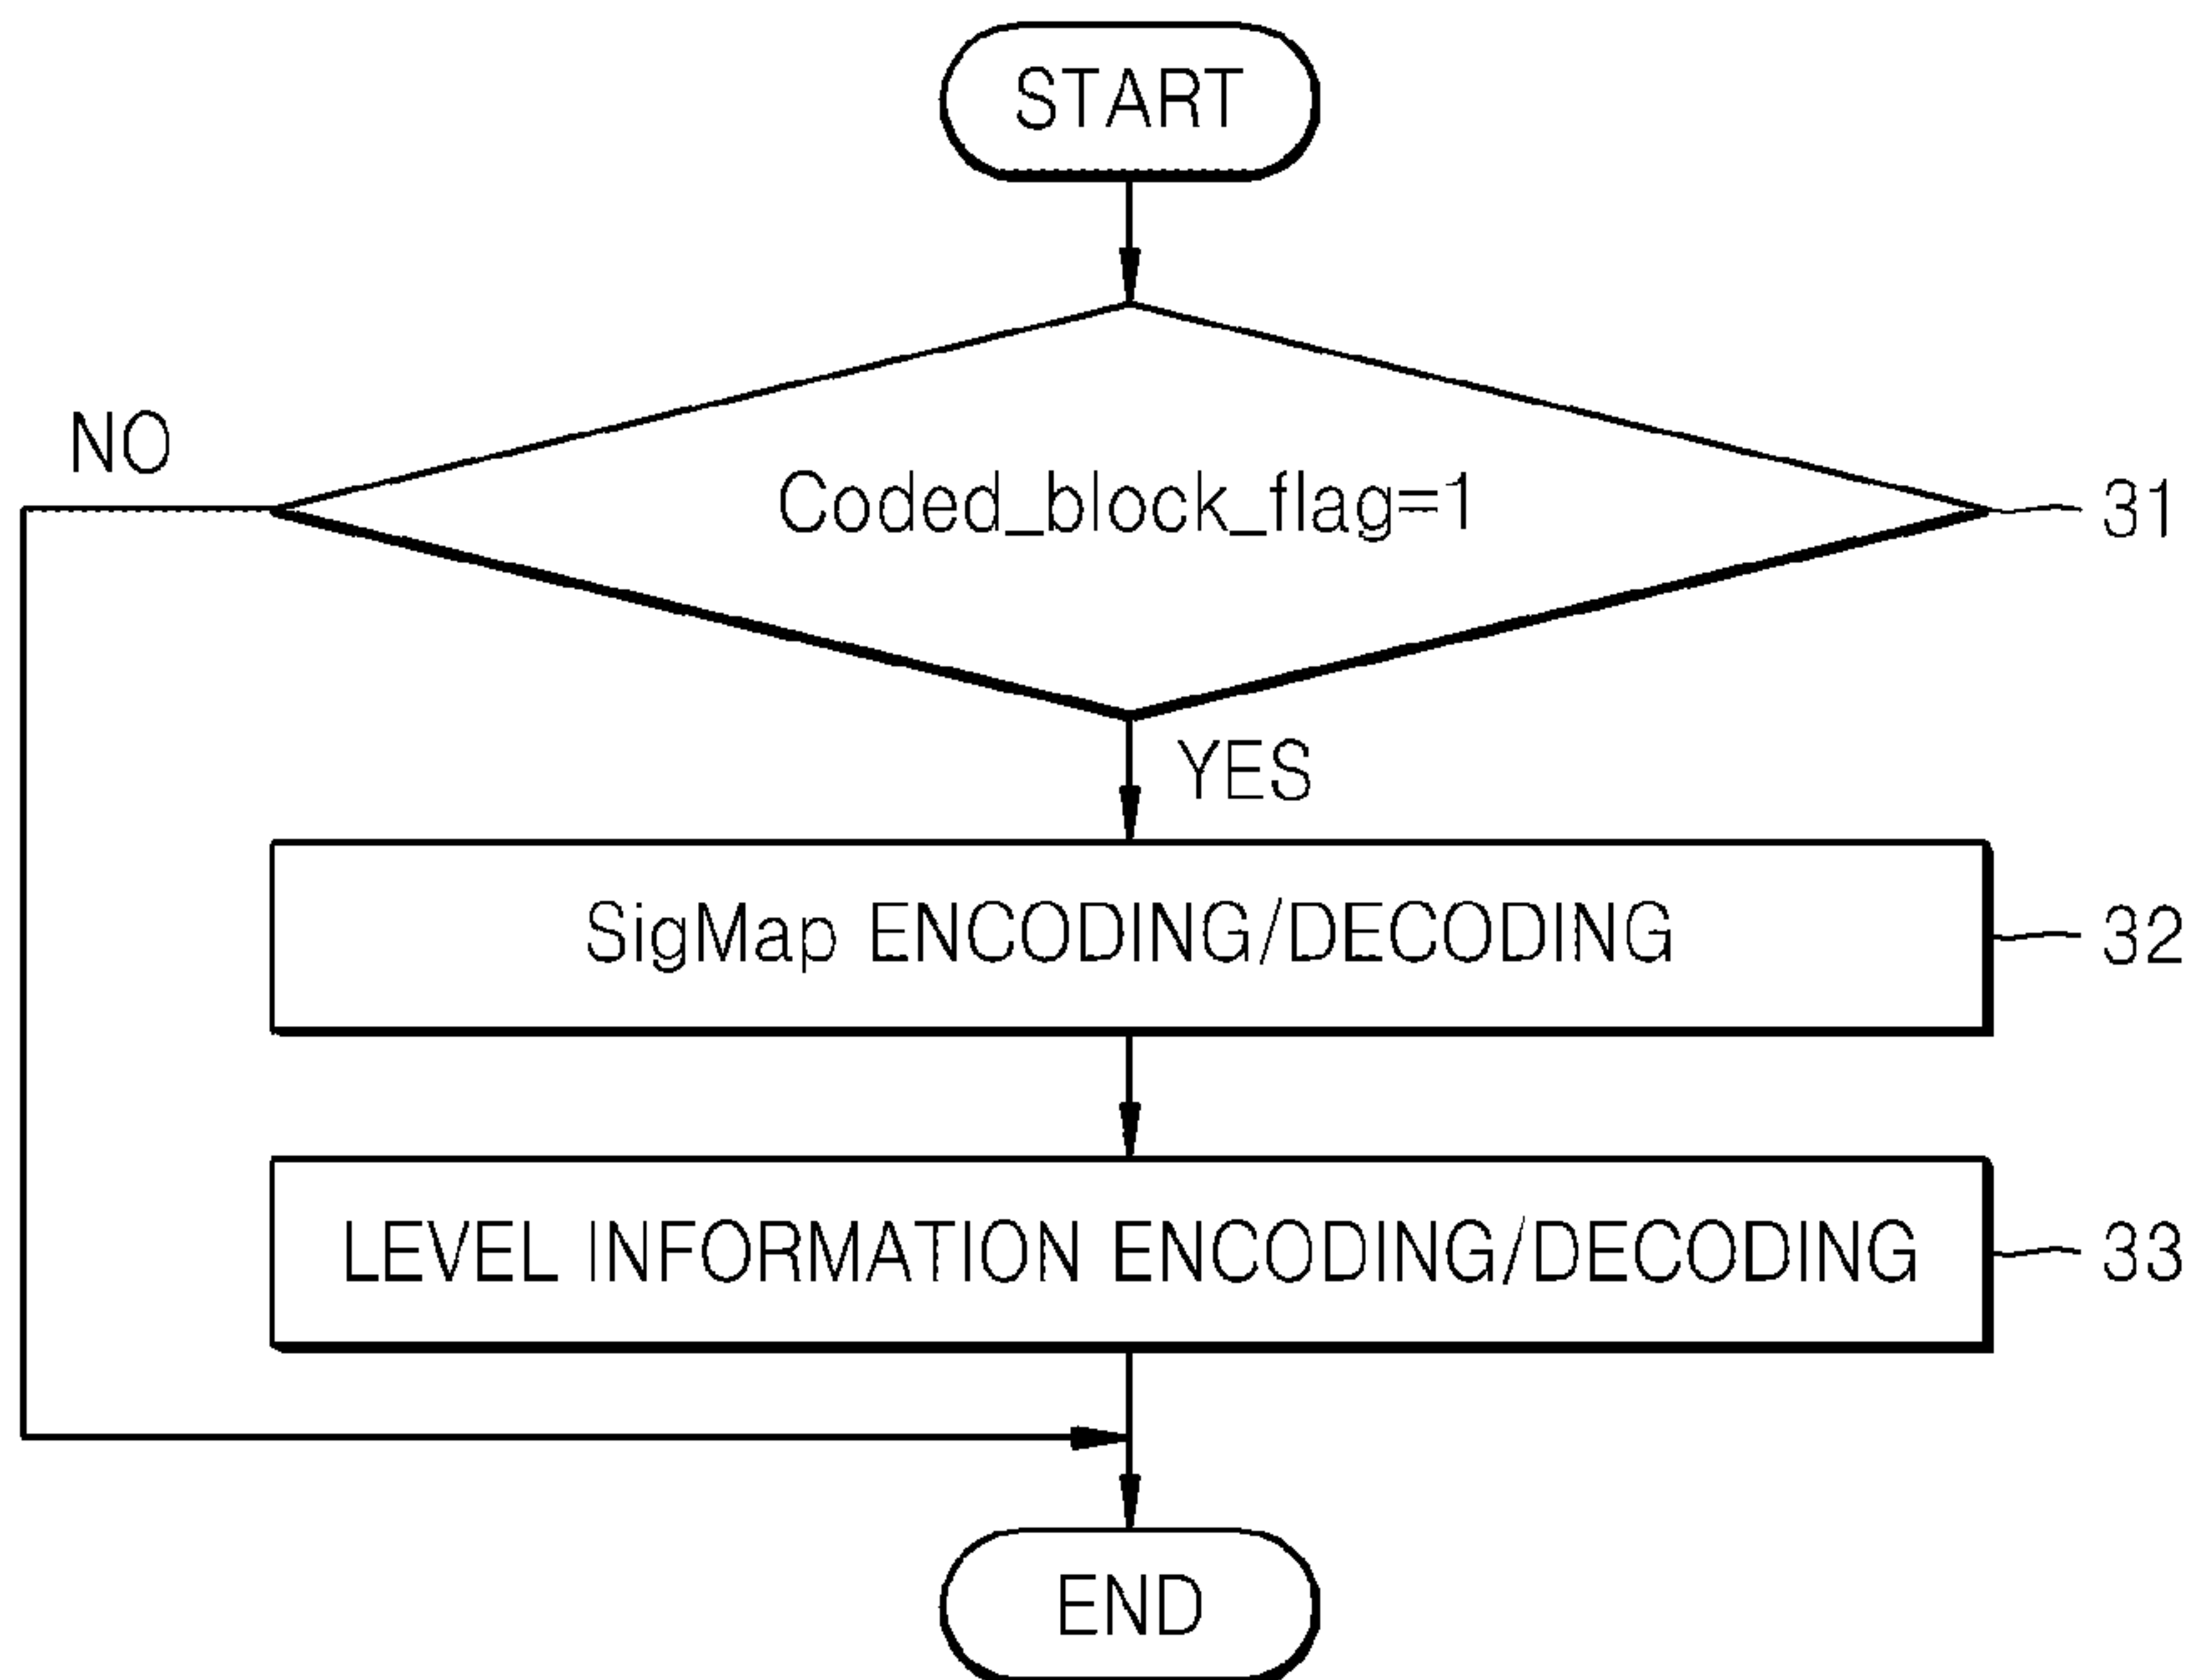 START
NO
Coded_block_flag=1
31
YES
SigMap ENCODING/DECODING
32
LEVEL INFORMATION ENCODING/DECODING
33
END